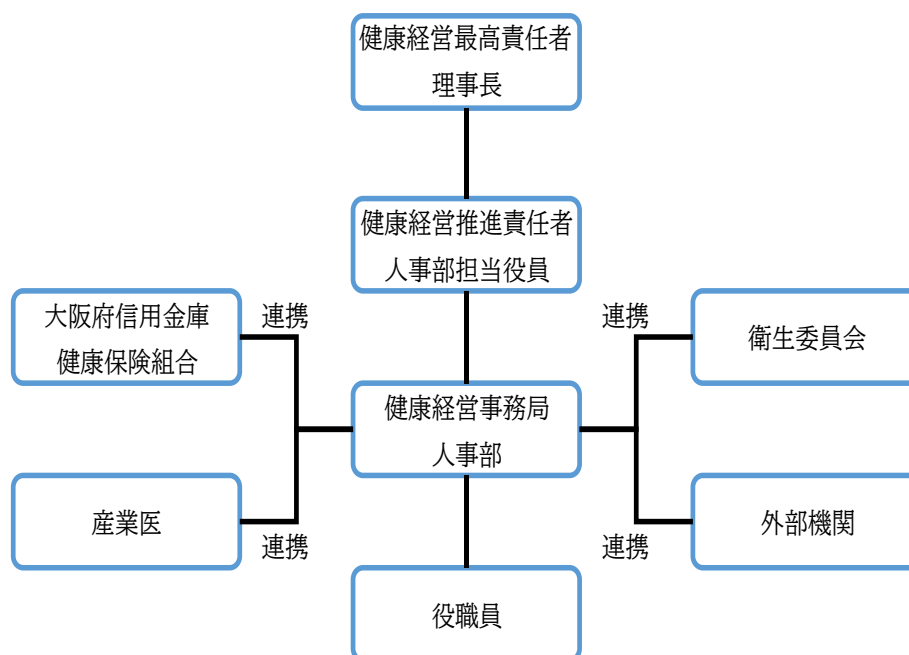 健康経営最高責任者
理事長
健康経営推進責任者
人事部担当役員
大阪府信用金庫
健康保険組合
連携
連携
衛生委員会
健康経営事務局
人事部
産業医
連携
連携
外部機関
役職員